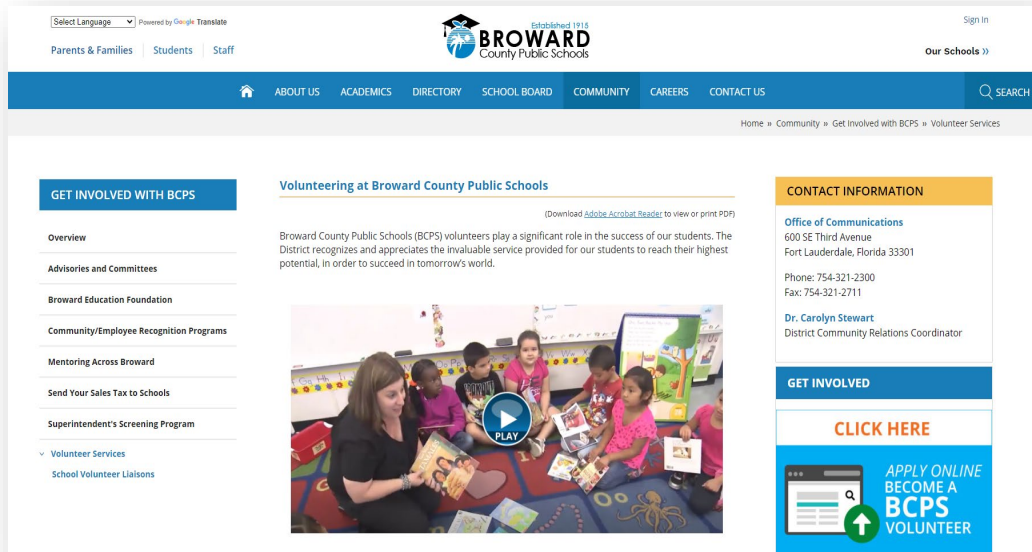 Select Language
Powered by Google Translate
Parents & Families
Students
Staff
Established 1915
BROWARD
County Public Schools
Sign In
Our Schools »
ABOUT US
ACADEMICS
DIRECTORY
SCHOOL BOARD
COMMUNITY
CAREERS
CONTACT US
SEARCH
Home » Community » Get Involved with BCPS » Volunteer Services
GET INVOLVED WITH BCPS
Overview
Advisories and Committees
Broward Education Foundation
Community/Employee Recognition Programs
Mentoring Across Broward
Send Your Sales Tax to Schools
Superintendent's Screening Program
Volunteer Services
School Volunteer Liaisons
Volunteering at Broward County Public Schools
(Download Adobe Acrobat Reader to view or print PDF)
Broward County Public Schools (BCPS) volunteers play a significant role in the success of our students. The
District recognizes and appreciates the invaluable service provided for our students to reach their highest
potential, in order to succeed in tomorrow's world.
PLAY
CONTACT INFORMATION
Office of Communications
600 SE Third Avenue
Fort Lauderdale, Florida 33301
Phone: 754-321-2300
Fax: 754-321-2711
Dr. Carolyn Stewart
District Community Relations Coordinator
GET INVOLVED
CLICK HERE
APPLY ONLINE
BECOME A
BCPS
VOLUNTEER